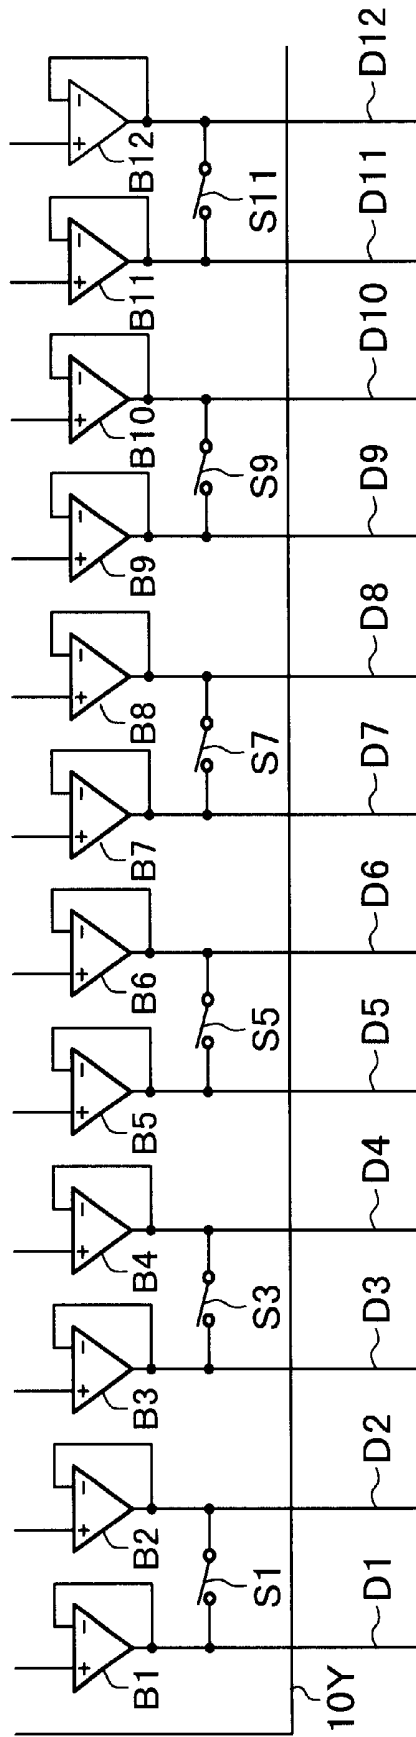 B1 B2 B3 B4 B5 B6 B7 B8 B9 B10 B11 B12
+ − + − + − + − + − + − + − + − + − + − + − + −
S1 S3 S5 S7 S9 S11
10Y D1 D2 D3 D4 D5 D6 D7 D8 D9 D10 D11 D12